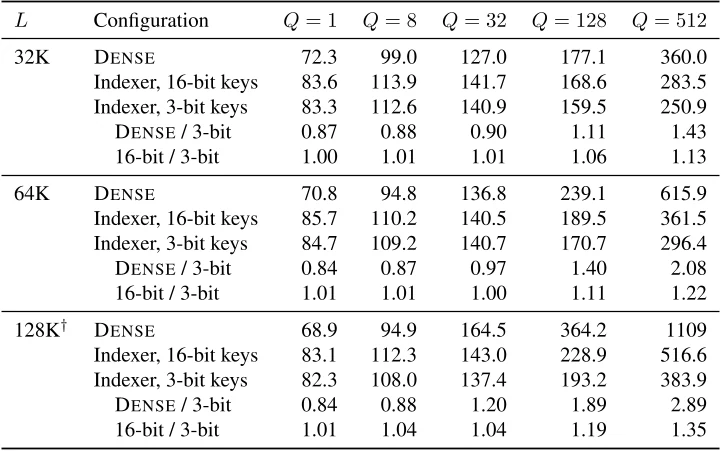 L Configuration Q = 1 Q = 8 Q = 32 Q = 128 Q = 512
32K DENSE 72.3 99.0 127.0 177.1 360.0
Indexer, 16-bit keys 83.6 113.9 141.7 168.6 283.5
Indexer, 3-bit keys 83.3 112.6 140.9 159.5 250.9
DENSE / 3-bit 0.87 0.88 0.90 1.11 1.43
16-bit / 3-bit 1.00 1.01 1.01 1.06 1.13
64K DENSE 70.8 94.8 136.8 239.1 615.9
Indexer, 16-bit keys 85.7 110.2 140.5 189.5 361.5
Indexer, 3-bit keys 84.7 109.2 140.7 170.7 296.4
DENSE / 3-bit 0.84 0.87 0.97 1.40 2.08
16-bit / 3-bit 1.01 1.01 1.00 1.11 1.22
128K† DENSE 68.9 94.9 164.5 364.2 1109
Indexer, 16-bit keys 83.1 112.3 143.0 228.9 516.6
Indexer, 3-bit keys 82.3 108.0 137.4 193.2 383.9
DENSE / 3-bit 0.84 0.88 1.20 1.89 2.89
16-bit / 3-bit 1.01 1.04 1.04 1.19 1.35